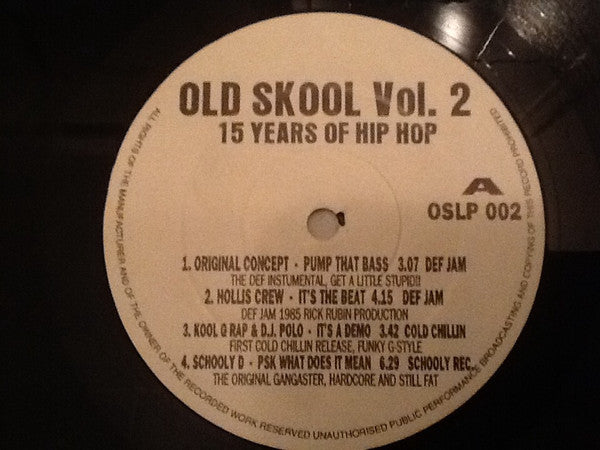 OLD SKOOL Vol. 2
15 YEARS OF HIP HOP
A
OSLP 002
1. ORIGINAL CONCEPT · PUMP THAT BASS 3.07 DEF JAM
THE DEF INSTUMENTAL, GET A LITTLE STUPID!!!
2. HOLLIS CREW · IT'S THE BEAT 4.15 DEF JAM
DEF JAM 1985 RICK RUBIN PRODUCTION
3. KOOL G RAP & D.J. POLO · IT'S A DEMO 3.42 COLD CHILLIN
FIRST COLD CHILLIN RELEASE, FUNKY G-STYLE
4. SCHOOLY D · PSK WHAT DOES IT MEAN 6.29 SCHOOLY REC.
THE ORIGINAL GANGASTER, HARDCORE AND STILL FAT
ALL RIGHTS OF THE MANUFACTURER AND OF THE OWNER OF THE RECORDED WORK RESERVED UNAUTHORISED PUBLIC PERFORMANCE BROADCASTING AND COPYING OF THIS RECORD PROHIBITED